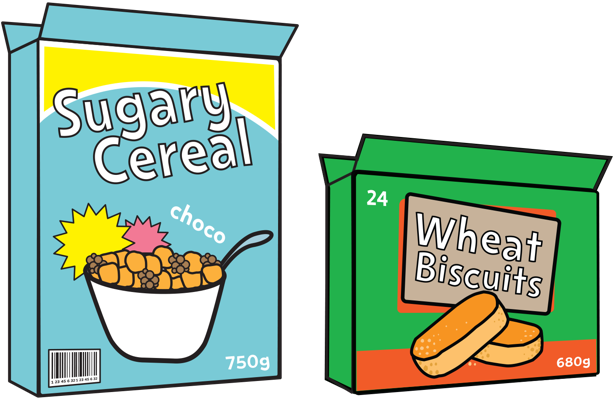 Sugary
Cereal
choco
750g
24
Wheat
Biscuits
680g